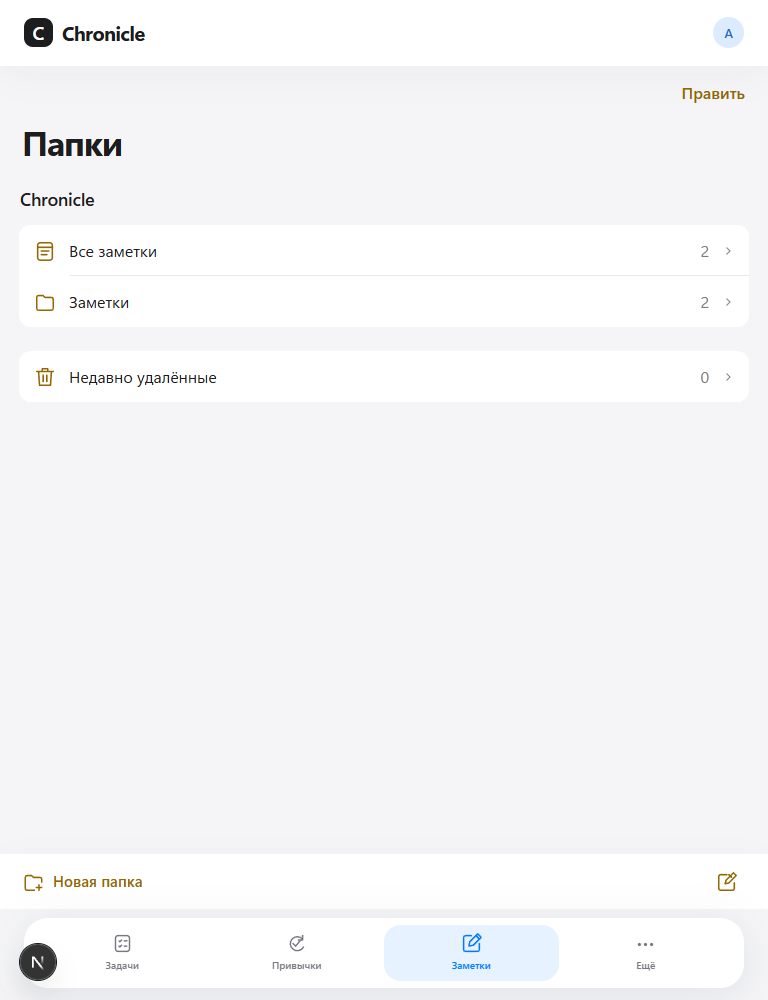 C Chronicle
A
Править
Папки
Chronicle
Все заметки 2
Заметки 2
Недавно удалённые 0
Новая папка
N
Задачи
Привычки
Заметки
Ещё